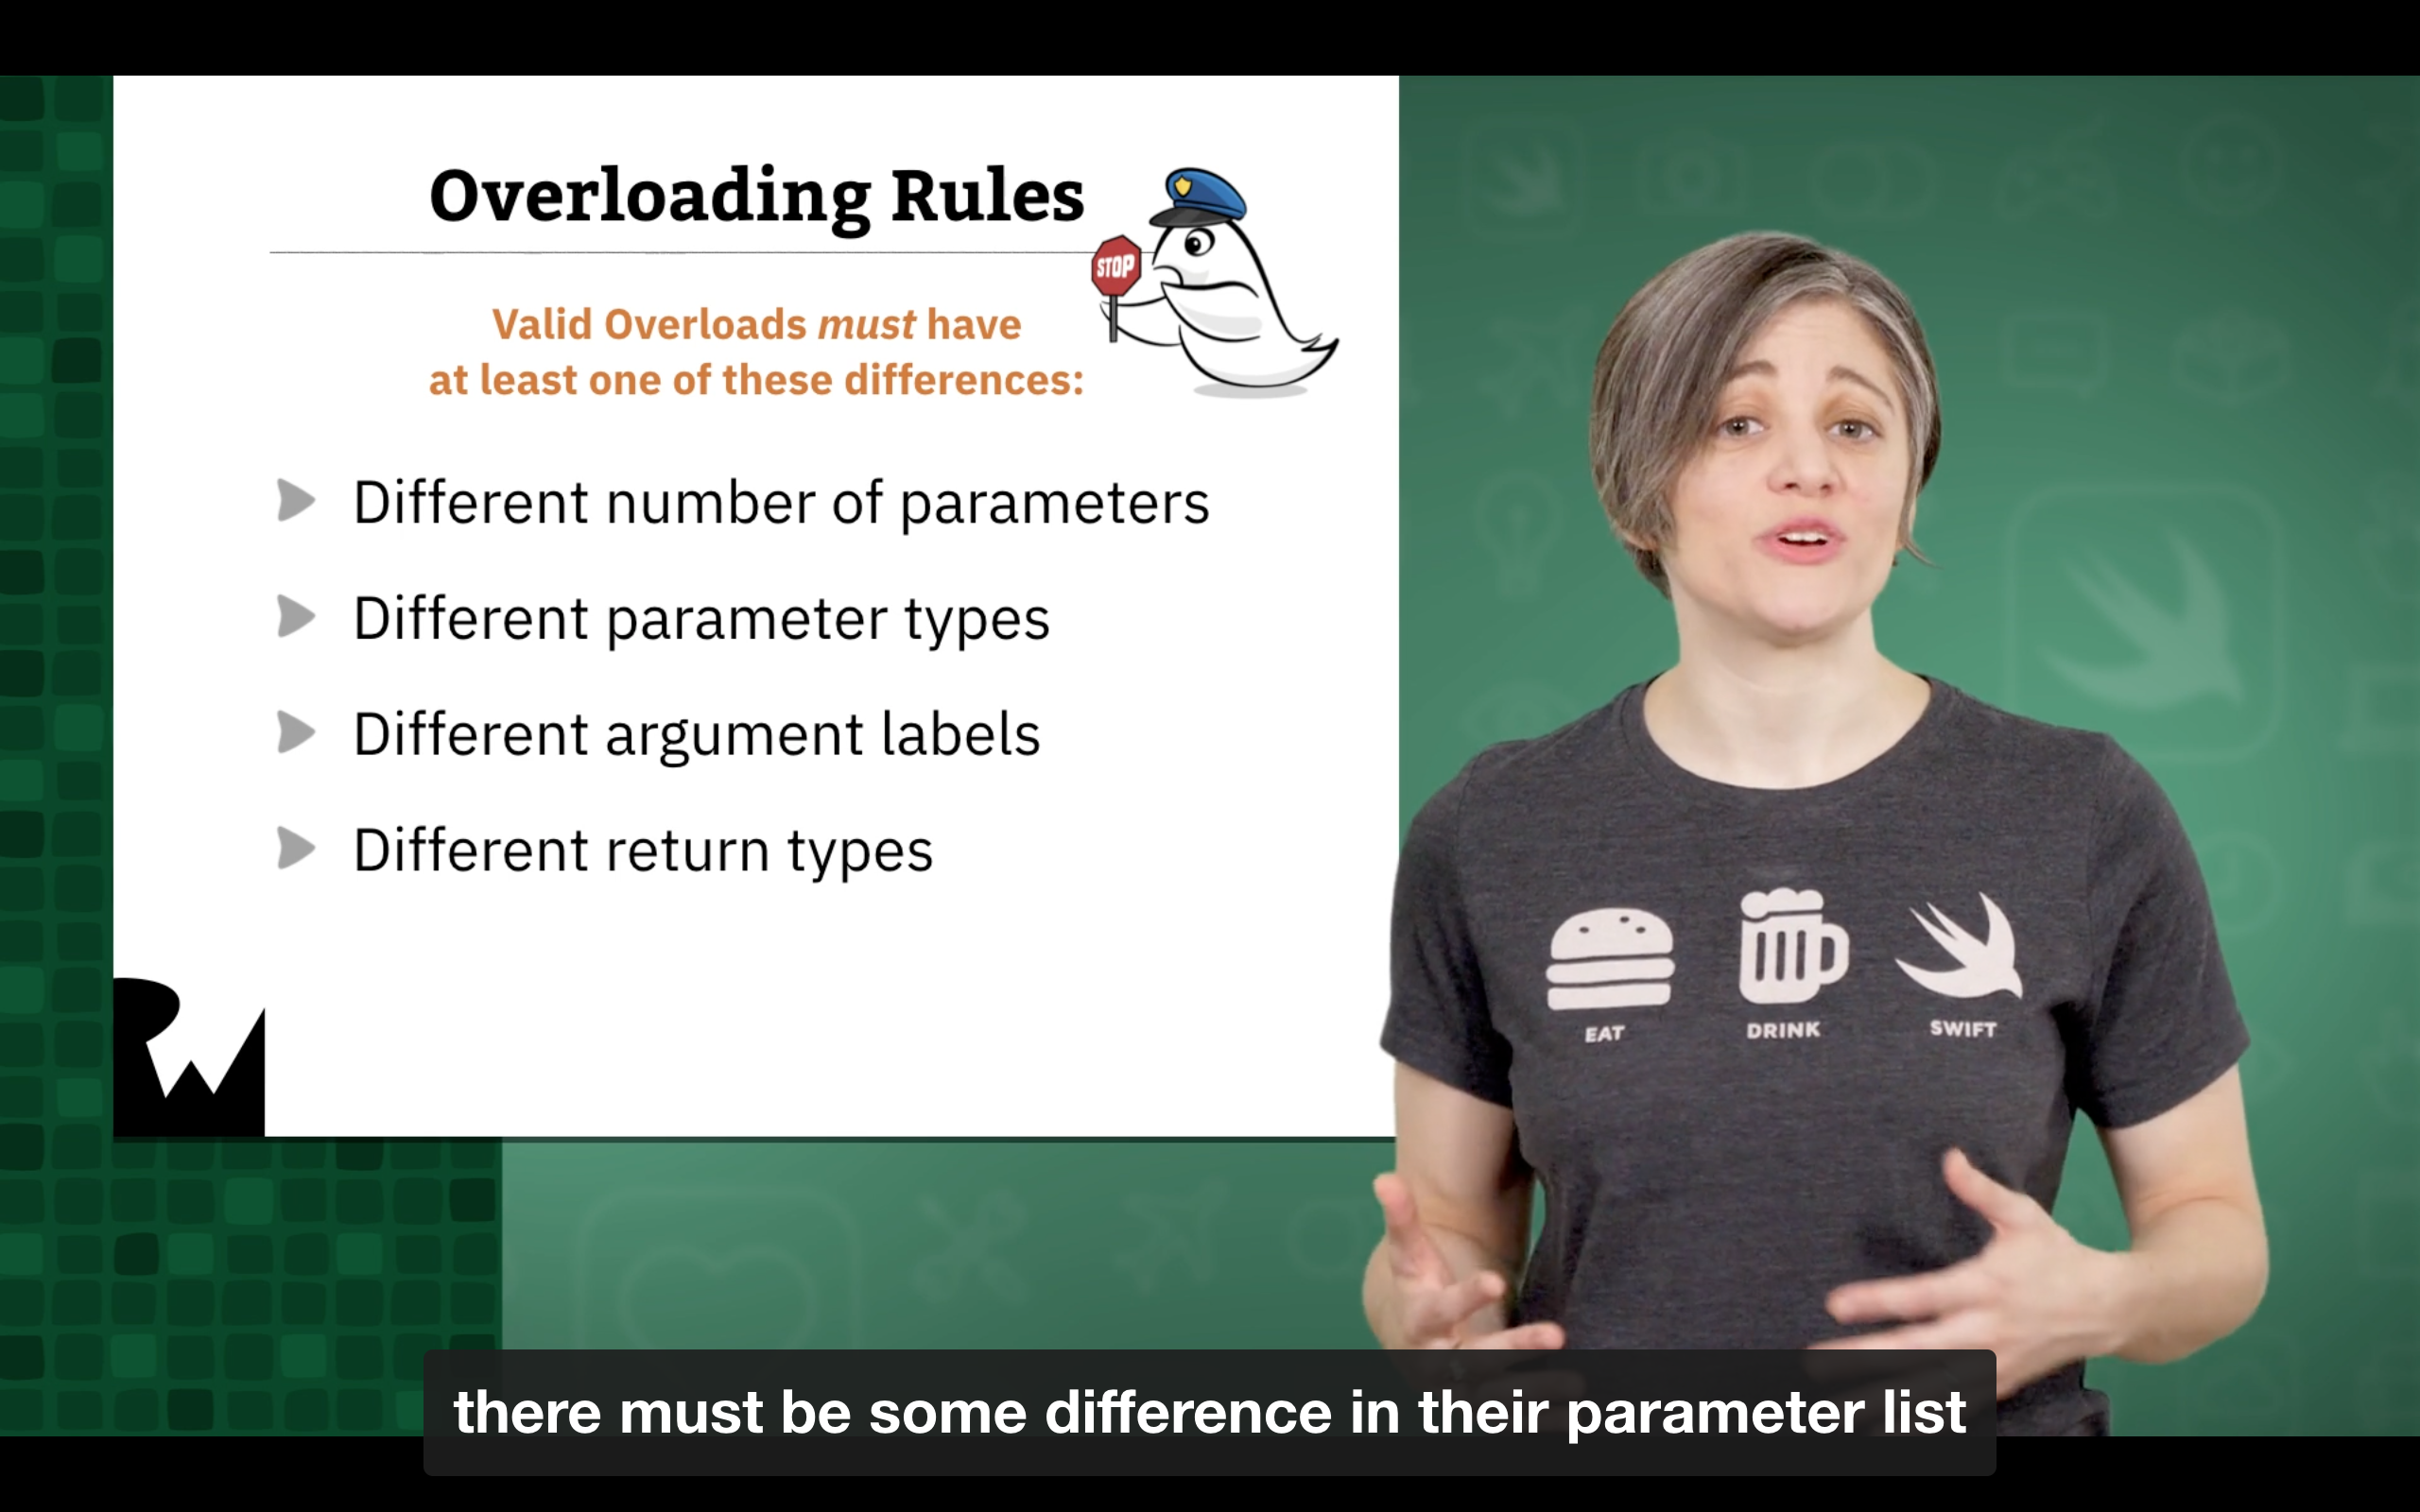 Overloading Rules
STOP
Valid Overloads must have
at least one of these differences:
Different number of parameters
Different parameter types
Different argument labels
Different return types
RW
EAT DRINK SWIFT
there must be some difference in their parameter list